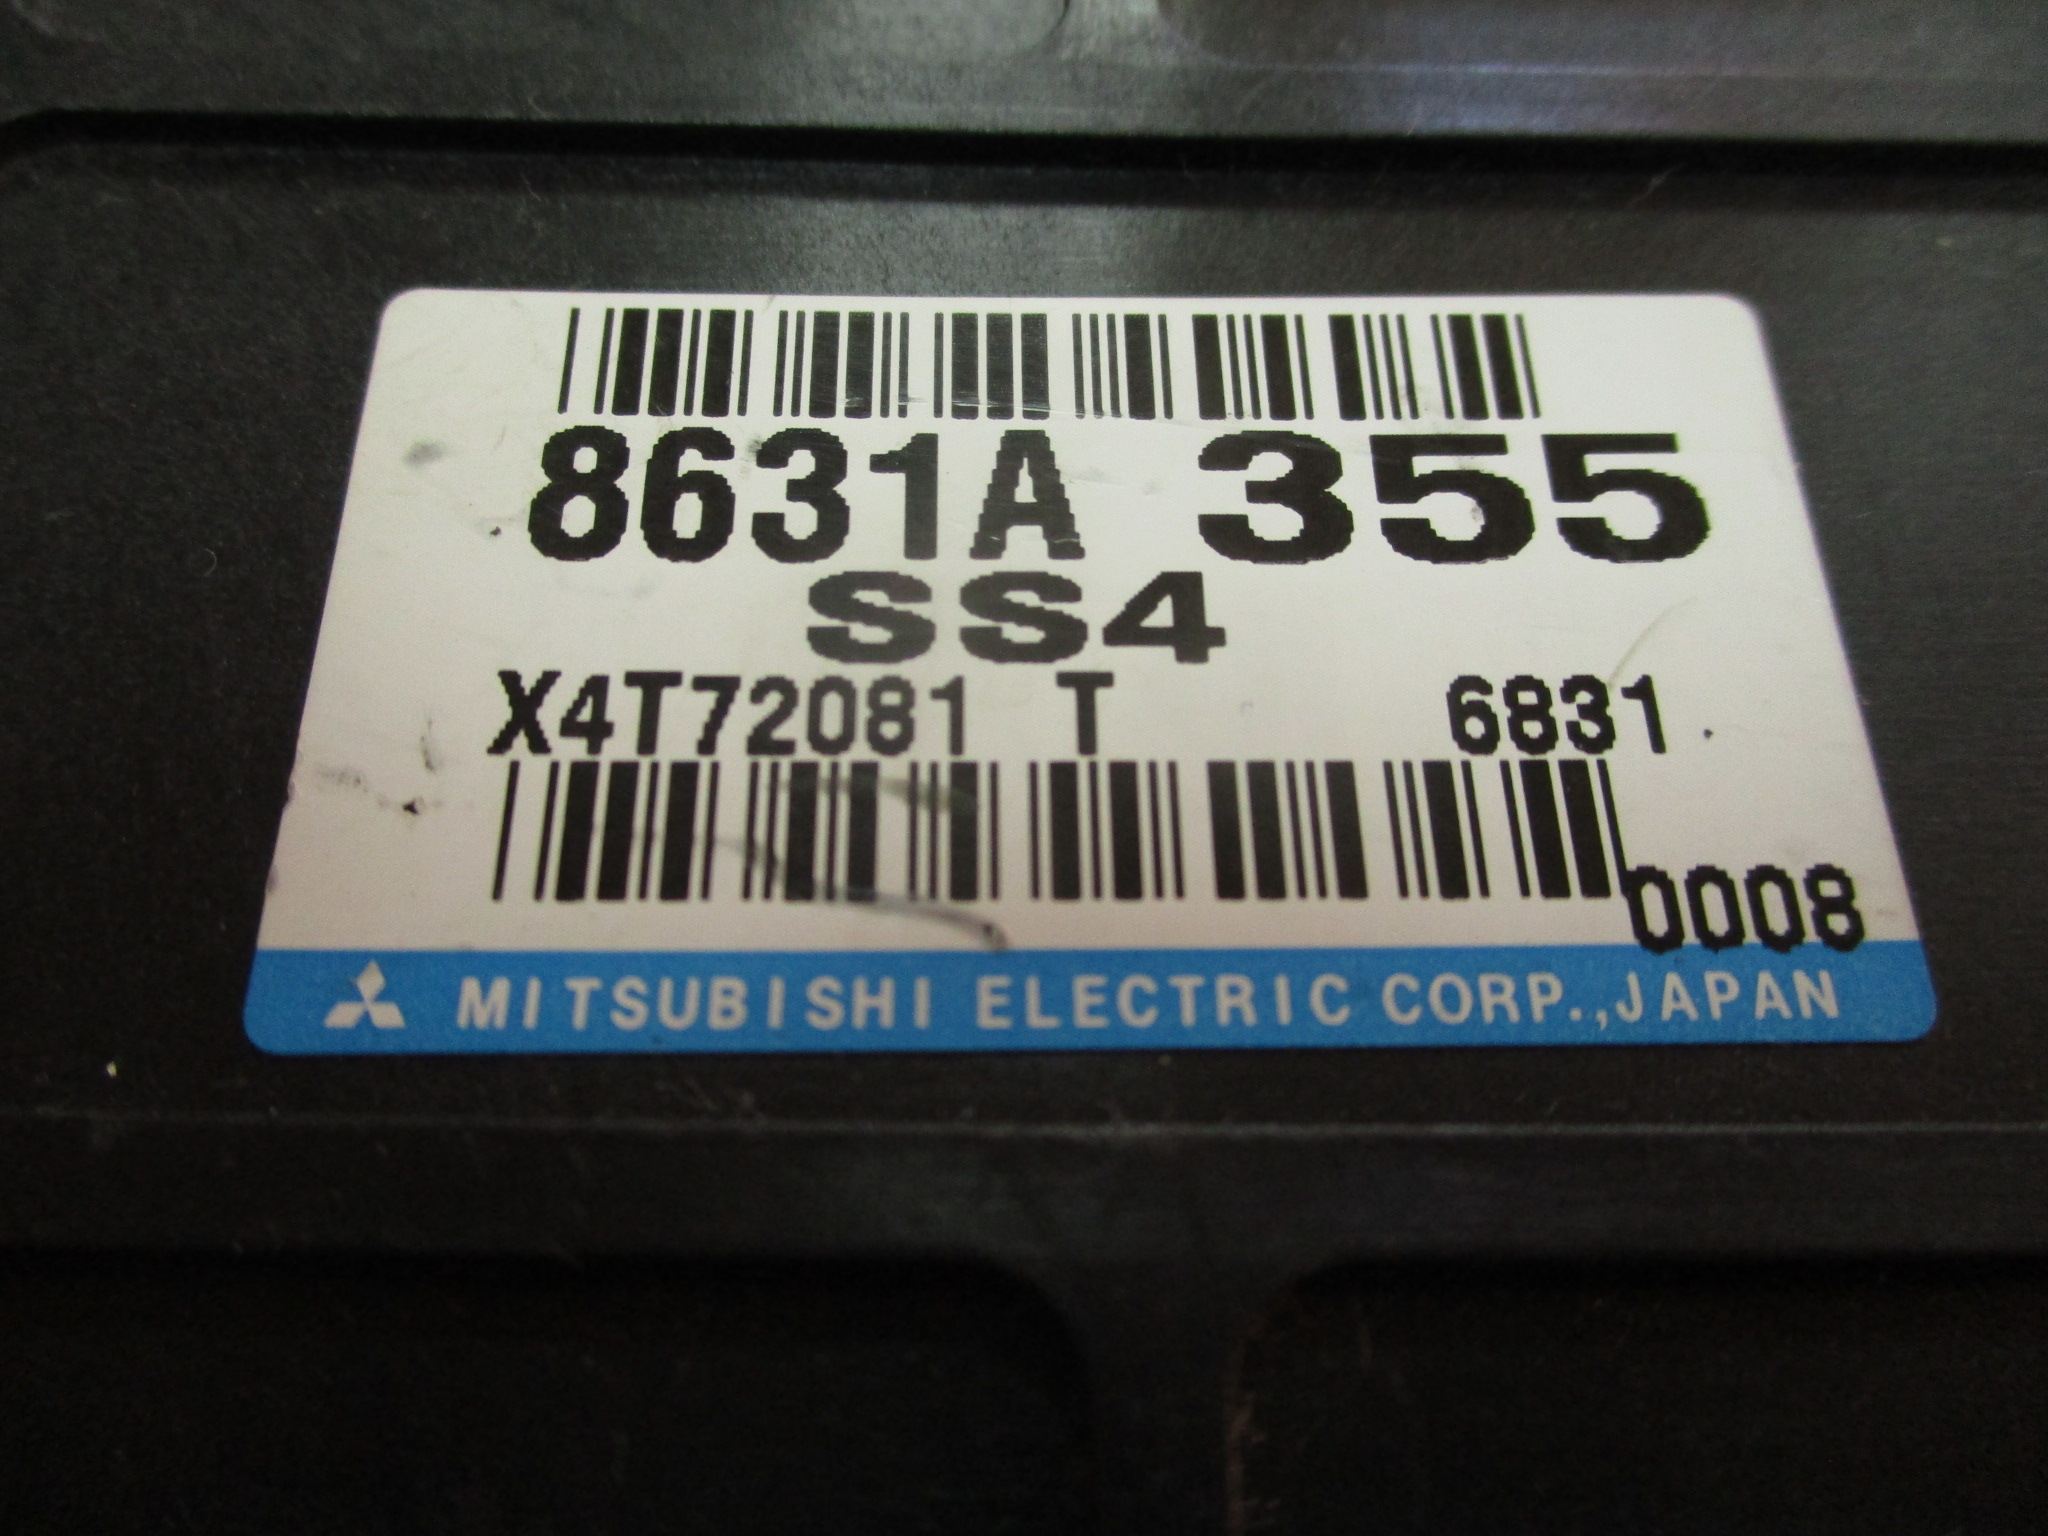 8631A 355
SS4
X4T72081 T 6831
0008
MITSUBISHI ELECTRIC CORP.,JAPAN